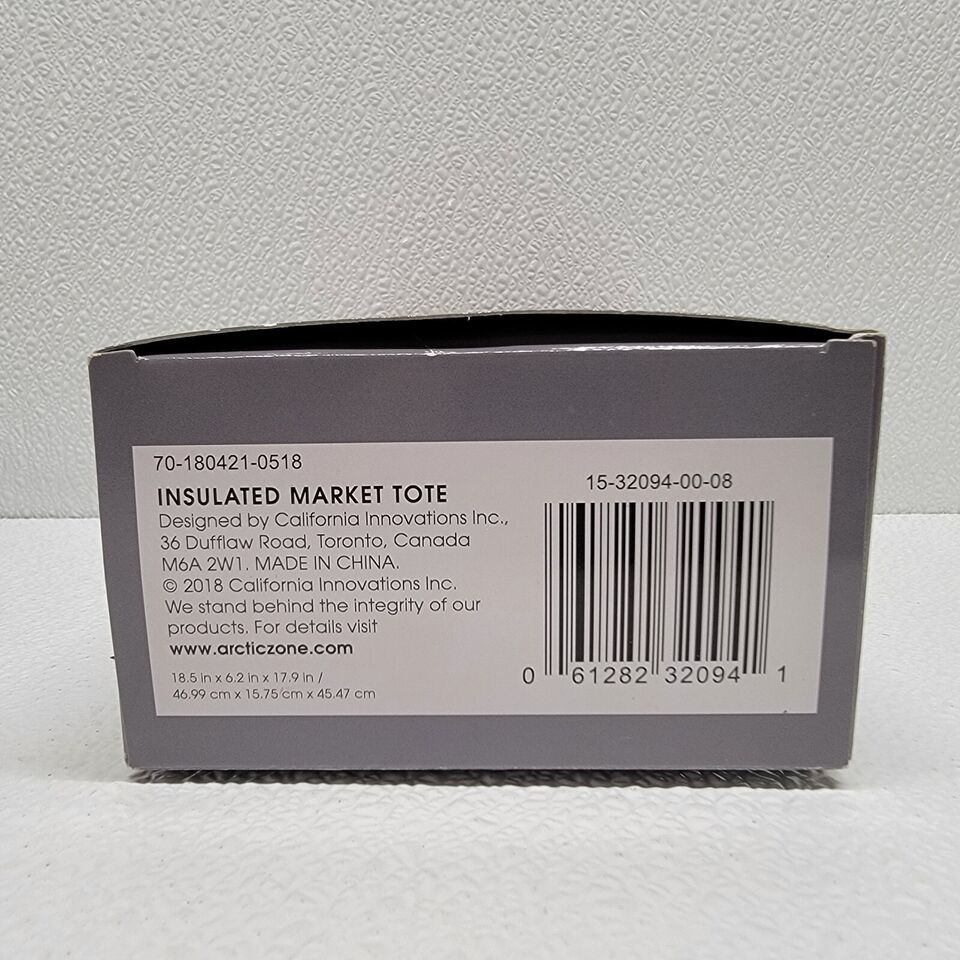 70-180421-0518
INSULATED MARKET TOTE
Designed by California Innovations Inc.,
36 Dufflaw Road, Toronto, Canada
M6A 2W1. MADE IN CHINA.
© 2018 California Innovations Inc.
We stand behind the integrity of our
products. For details visit
www.arcticzone.com
18.5 in x 6.2 in x 17.9 in /
46.99 cm x 15.75 cm x 45.47 cm
15-32094-00-08
0 61282 32094 1